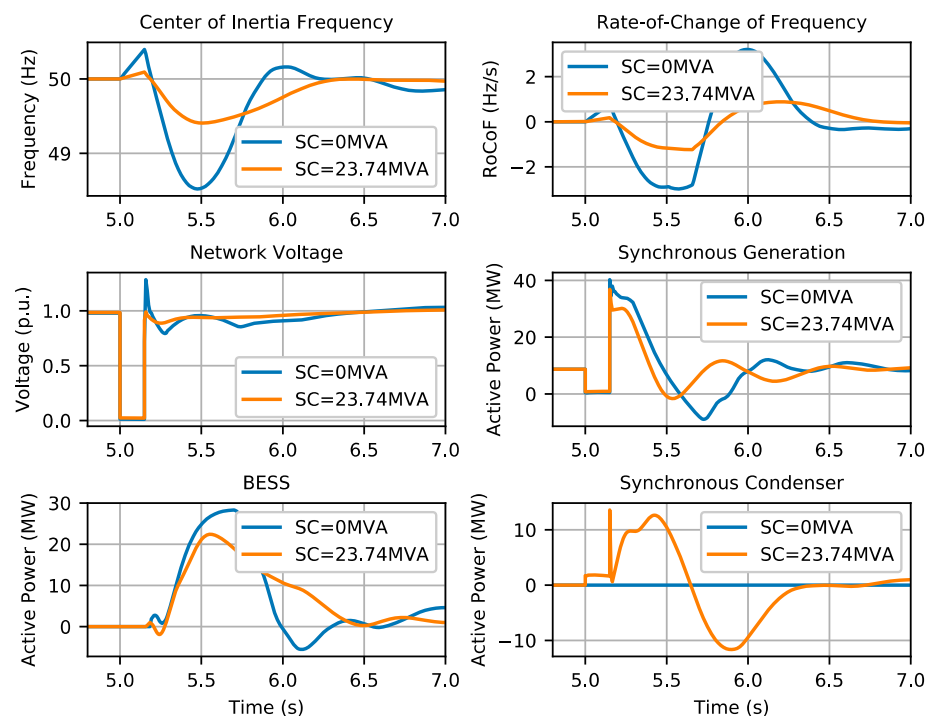 Center of Inertia Frequency
Frequency (Hz)
50
49
SC=0MVA
SC=23.74MVA
5.0 5.5 6.0 6.5 7.0
Rate-of-Change of Frequency
RoCoF (Hz/s)
2
0
−2
SC=0MVA
SC=23.74MVA
5.0 5.5 6.0 6.5 7.0
Network Voltage
Voltage (p.u.)
1.0
0.5
0.0
SC=0MVA
SC=23.74MVA
5.0 5.5 6.0 6.5 7.0
Synchronous Generation
Active Power (MW)
40
20
0
SC=0MVA
SC=23.74MVA
5.0 5.5 6.0 6.5 7.0
BESS
Active Power (MW)
30
20
10
0
SC=0MVA
SC=23.74MVA
5.0 5.5 6.0 6.5 7.0
Time (s)
Synchronous Condenser
Active Power (MW)
10
0
−10
SC=0MVA
SC=23.74MVA
5.0 5.5 6.0 6.5 7.0
Time (s)